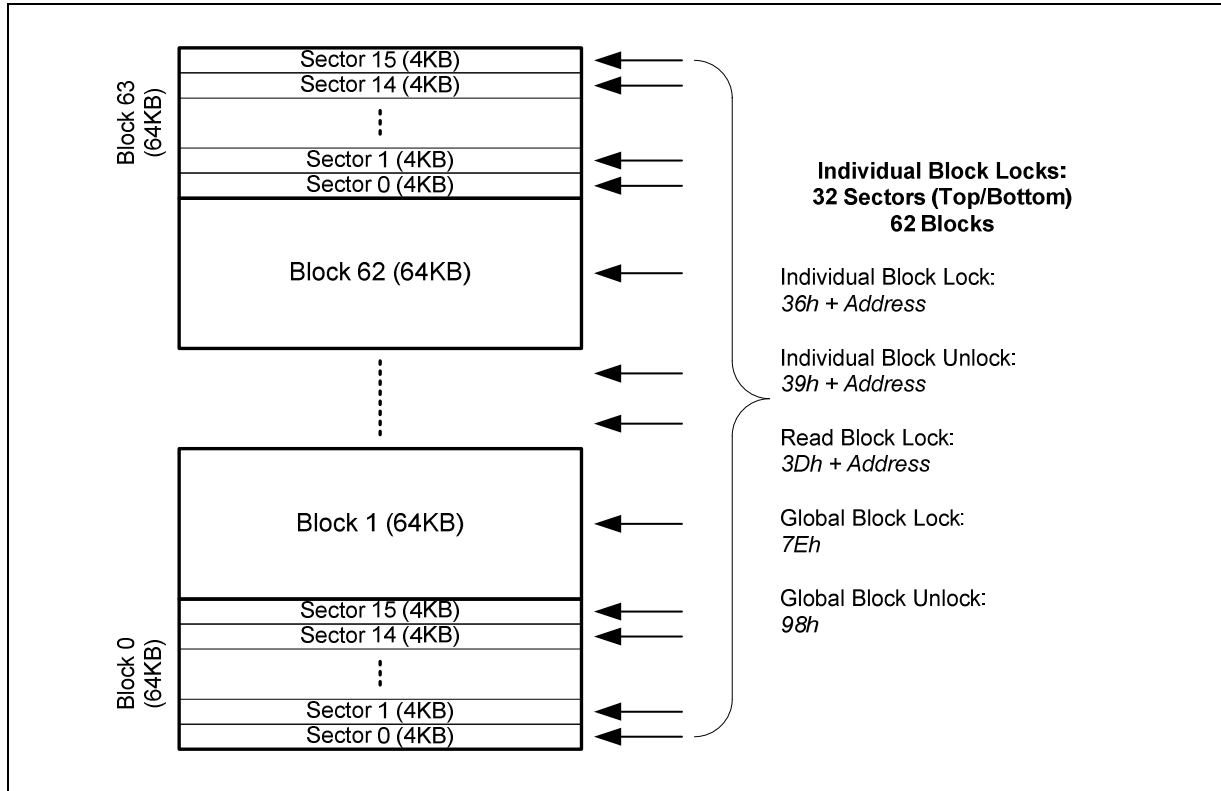 Block 63
(64KB)
Sector 15 (4KB)
Sector 14 (4KB)
Sector 1 (4KB)
Sector 0 (4KB)
Block 62 (64KB)
Block 1 (64KB)
Block 0
(64KB)
Sector 15 (4KB)
Sector 14 (4KB)
Sector 1 (4KB)
Sector 0 (4KB)
Individual Block Locks:
32 Sectors (Top/Bottom)
62 Blocks
Individual Block Lock:
36h + Address
Individual Block Unlock:
39h + Address
Read Block Lock:
3Dh + Address
Global Block Lock:
7Eh
Global Block Unlock:
98h